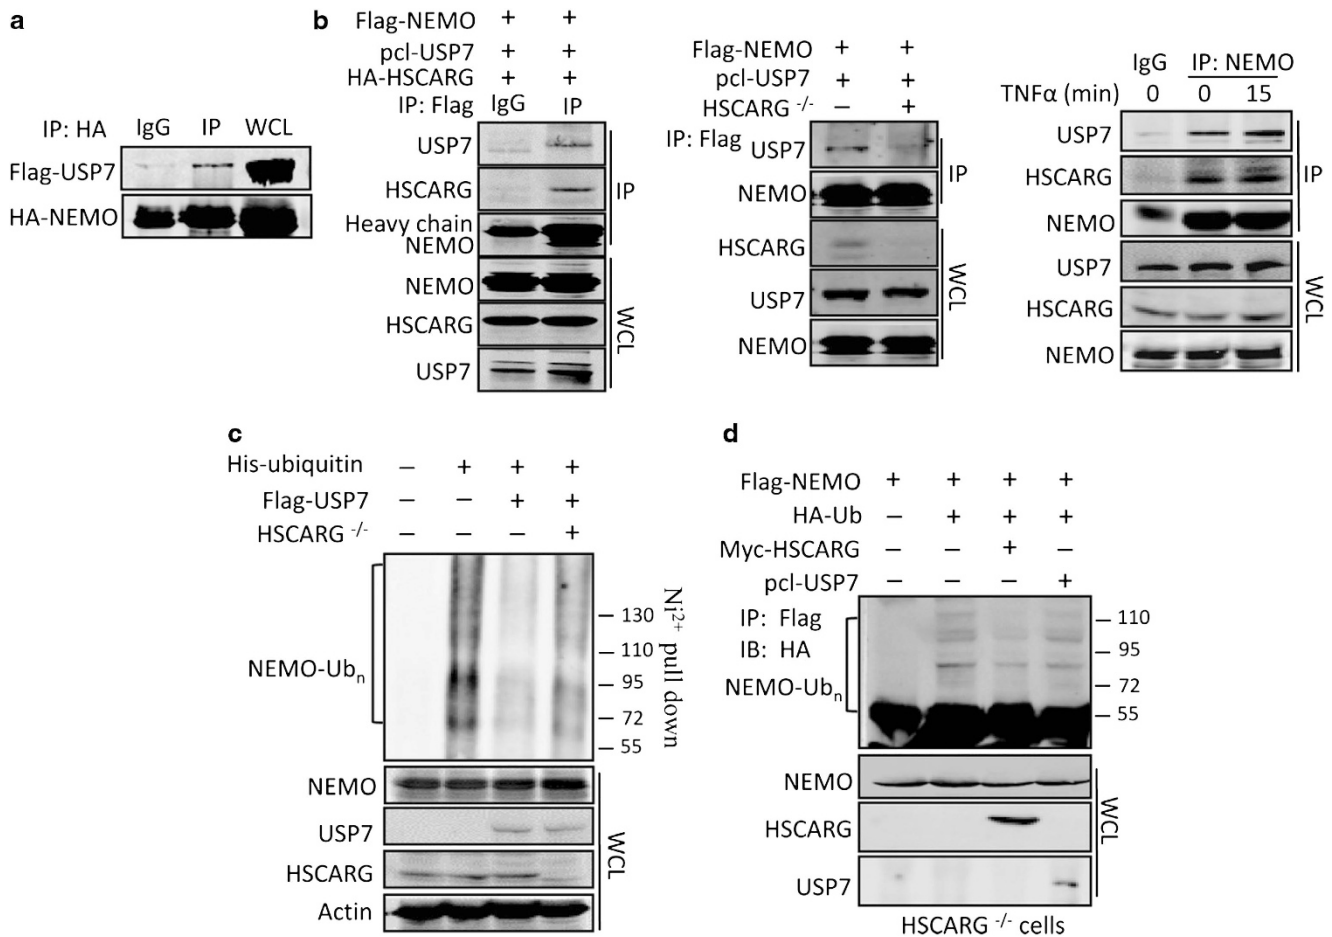 a
IP: HA IgG IP WCL
Flag-USP7
HA-NEMO
b
Flag-NEMO + +
pcl-USP7 + +
HA-HSCARG + +
IP: Flag IgG IP
USP7
HSCARG
IP
Heavy chain
NEMO
NEMO
HSCARG
USP7
WCL
Flag-NEMO + +
pcl-USP7 + +
HSCARG -/- – +
IP: Flag USP7
NEMO
IP
HSCARG
USP7
NEMO
WCL
IgG IP: NEMO
TNFα (min) 0 0 15
USP7
HSCARG
NEMO
IP
USP7
HSCARG
NEMO
WCL
c
His-ubiquitin – + + +
Flag-USP7 – – + +
HSCARG -/- – – – +
NEMO-Ubn
130
110
95
72
55
Ni2+ pull down
NEMO
USP7
HSCARG
Actin
WCL
d
Flag-NEMO + + + +
HA-Ub – + + +
Myc-HSCARG – – + –
pcl-USP7 – – – +
IP: Flag
IB: HA
NEMO-Ubn
110
95
72
55
NEMO
HSCARG
USP7
WCL
HSCARG -/- cells